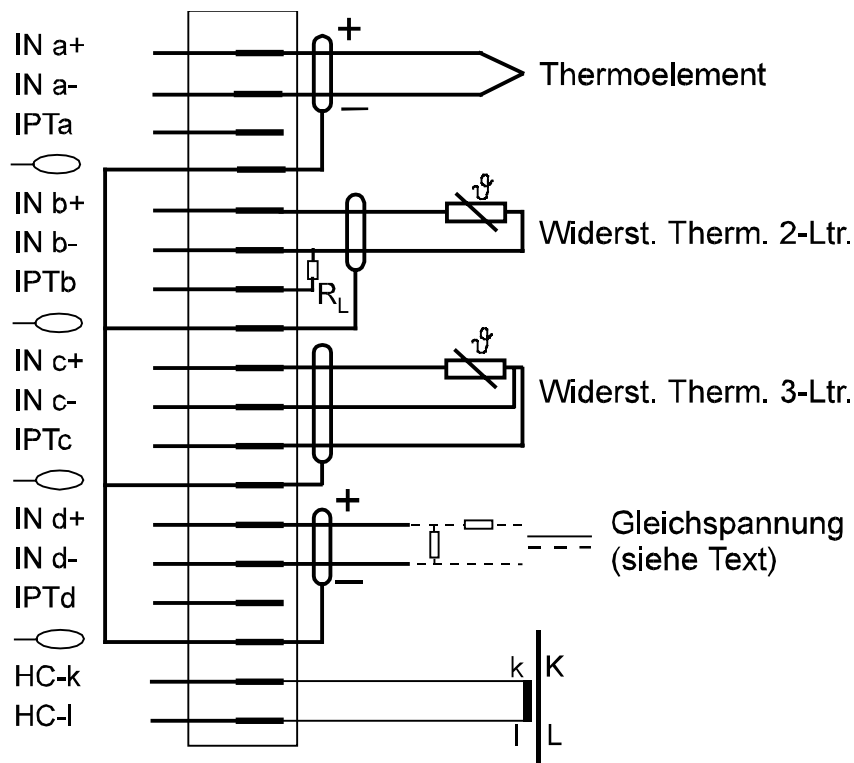 IN a+
+
IN a-
Thermoelement
–
IPTa
IN b+
ϑ
IN b-
Widerst. Therm. 2-Ltr.
IPTb
RL
IN c+
ϑ
IN c-
Widerst. Therm. 3-Ltr.
IPTc
+
IN d+
Gleichspannung
IN d-
(siehe Text)
–
IPTd
HC-k
k K
HC-l
l L